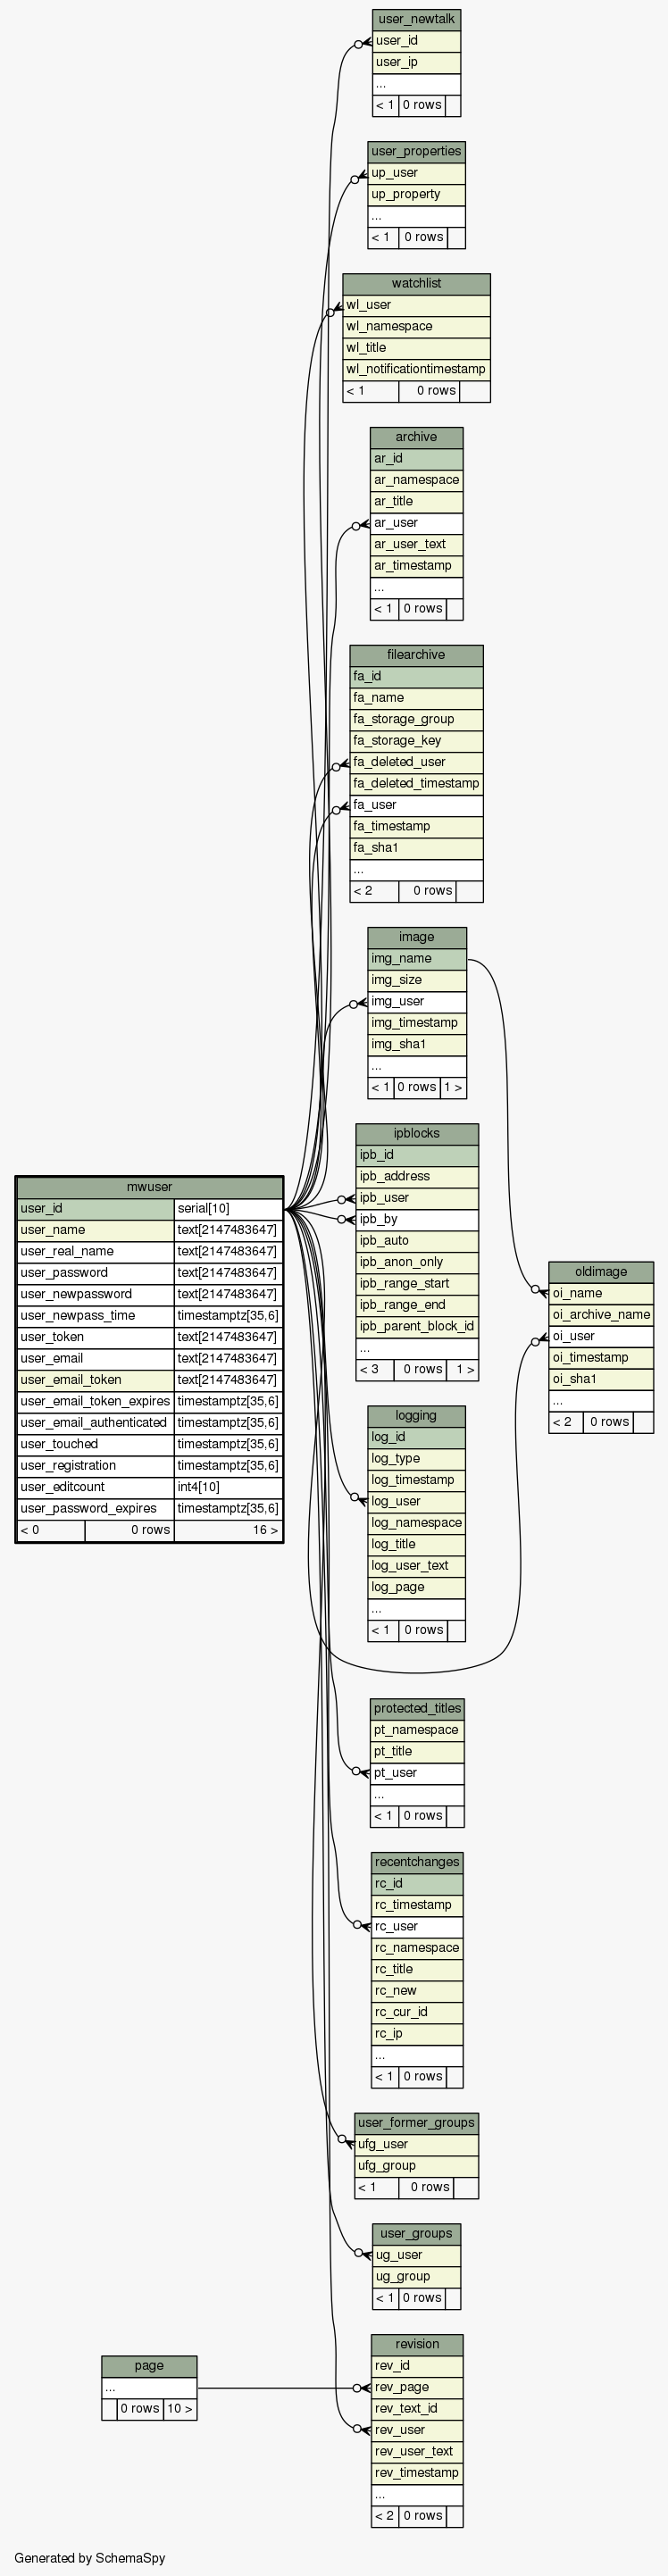 user_newtalk
user_id
user_ip
...
< 1 0 rows
user_properties
up_user
up_property
...
< 1 0 rows
watchlist
wl_user
wl_namespace
wl_title
wl_notificationtimestamp
< 1 0 rows
archive
ar_id
ar_namespace
ar_title
ar_user
ar_user_text
ar_timestamp
...
< 1 0 rows
filearchive
fa_id
fa_name
fa_storage_group
fa_storage_key
fa_deleted_user
fa_deleted_timestamp
fa_user
fa_timestamp
fa_sha1
...
< 2 0 rows
image
img_name
img_size
img_user
img_timestamp
img_sha1
...
< 1 0 rows 1 >
ipblocks
ipb_id
ipb_address
ipb_user
ipb_by
ipb_auto
ipb_anon_only
ipb_range_start
ipb_range_end
ipb_parent_block_id
...
< 3 0 rows 1 >
mwuser
user_id serial[10]
user_name text[2147483647]
user_real_name text[2147483647]
user_password text[2147483647]
user_newpassword text[2147483647]
user_newpass_time timestamptz[35,6]
user_token text[2147483647]
user_email text[2147483647]
user_email_token text[2147483647]
user_email_token_expires timestamptz[35,6]
user_email_authenticated timestamptz[35,6]
user_touched timestamptz[35,6]
user_registration timestamptz[35,6]
user_editcount int4[10]
user_password_expires timestamptz[35,6]
< 0 0 rows 16 >
oldimage
oi_name
oi_archive_name
oi_user
oi_timestamp
oi_sha1
...
< 2 0 rows
logging
log_id
log_type
log_timestamp
log_user
log_namespace
log_title
log_user_text
log_page
...
< 1 0 rows
protected_titles
pt_namespace
pt_title
pt_user
...
< 1 0 rows
recentchanges
rc_id
rc_timestamp
rc_user
rc_namespace
rc_title
rc_new
rc_cur_id
rc_ip
...
< 1 0 rows
user_former_groups
ufg_user
ufg_group
< 1 0 rows
user_groups
ug_user
ug_group
< 1 0 rows
page
...
0 rows 10 >
revision
rev_id
rev_page
rev_text_id
rev_user
rev_user_text
rev_timestamp
...
< 2 0 rows
Generated by SchemaSpy